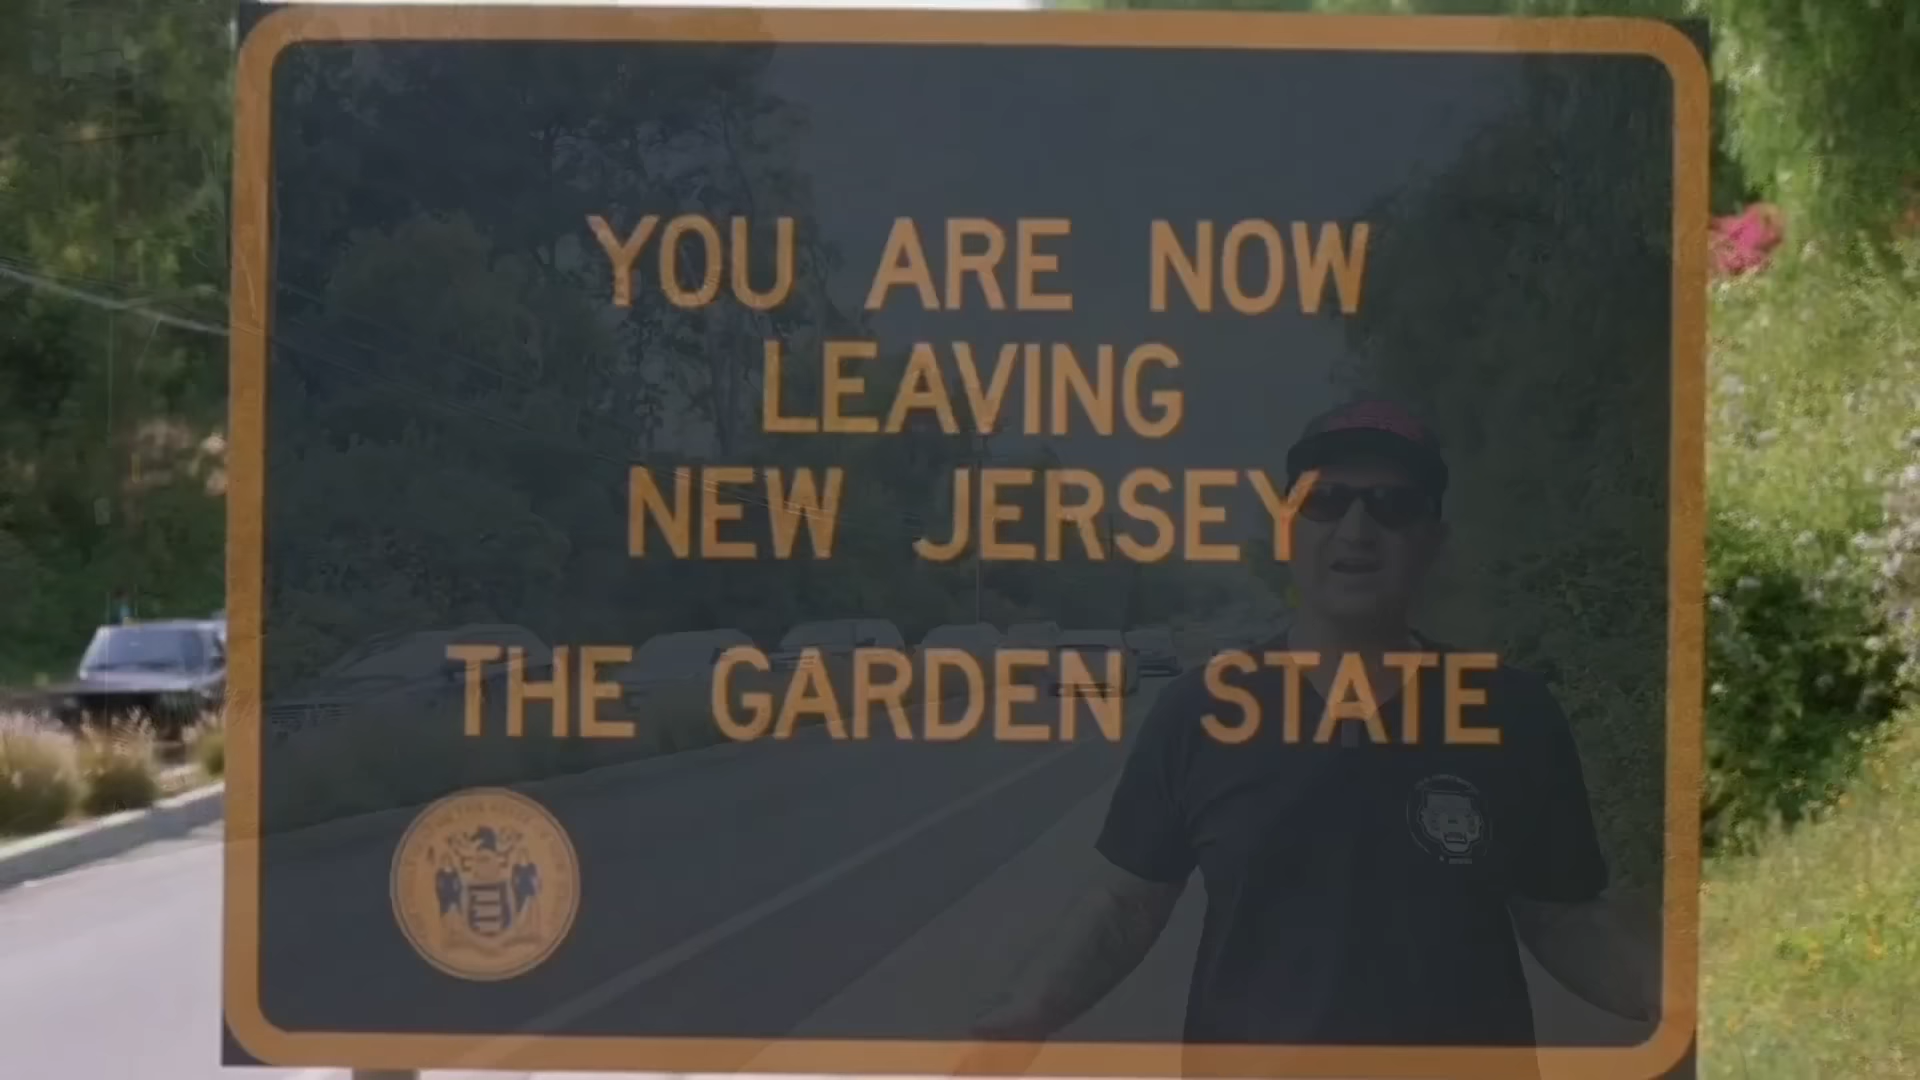 YOU ARE NOW
LEAVING
NEW JERSEY
THE GARDEN STATE